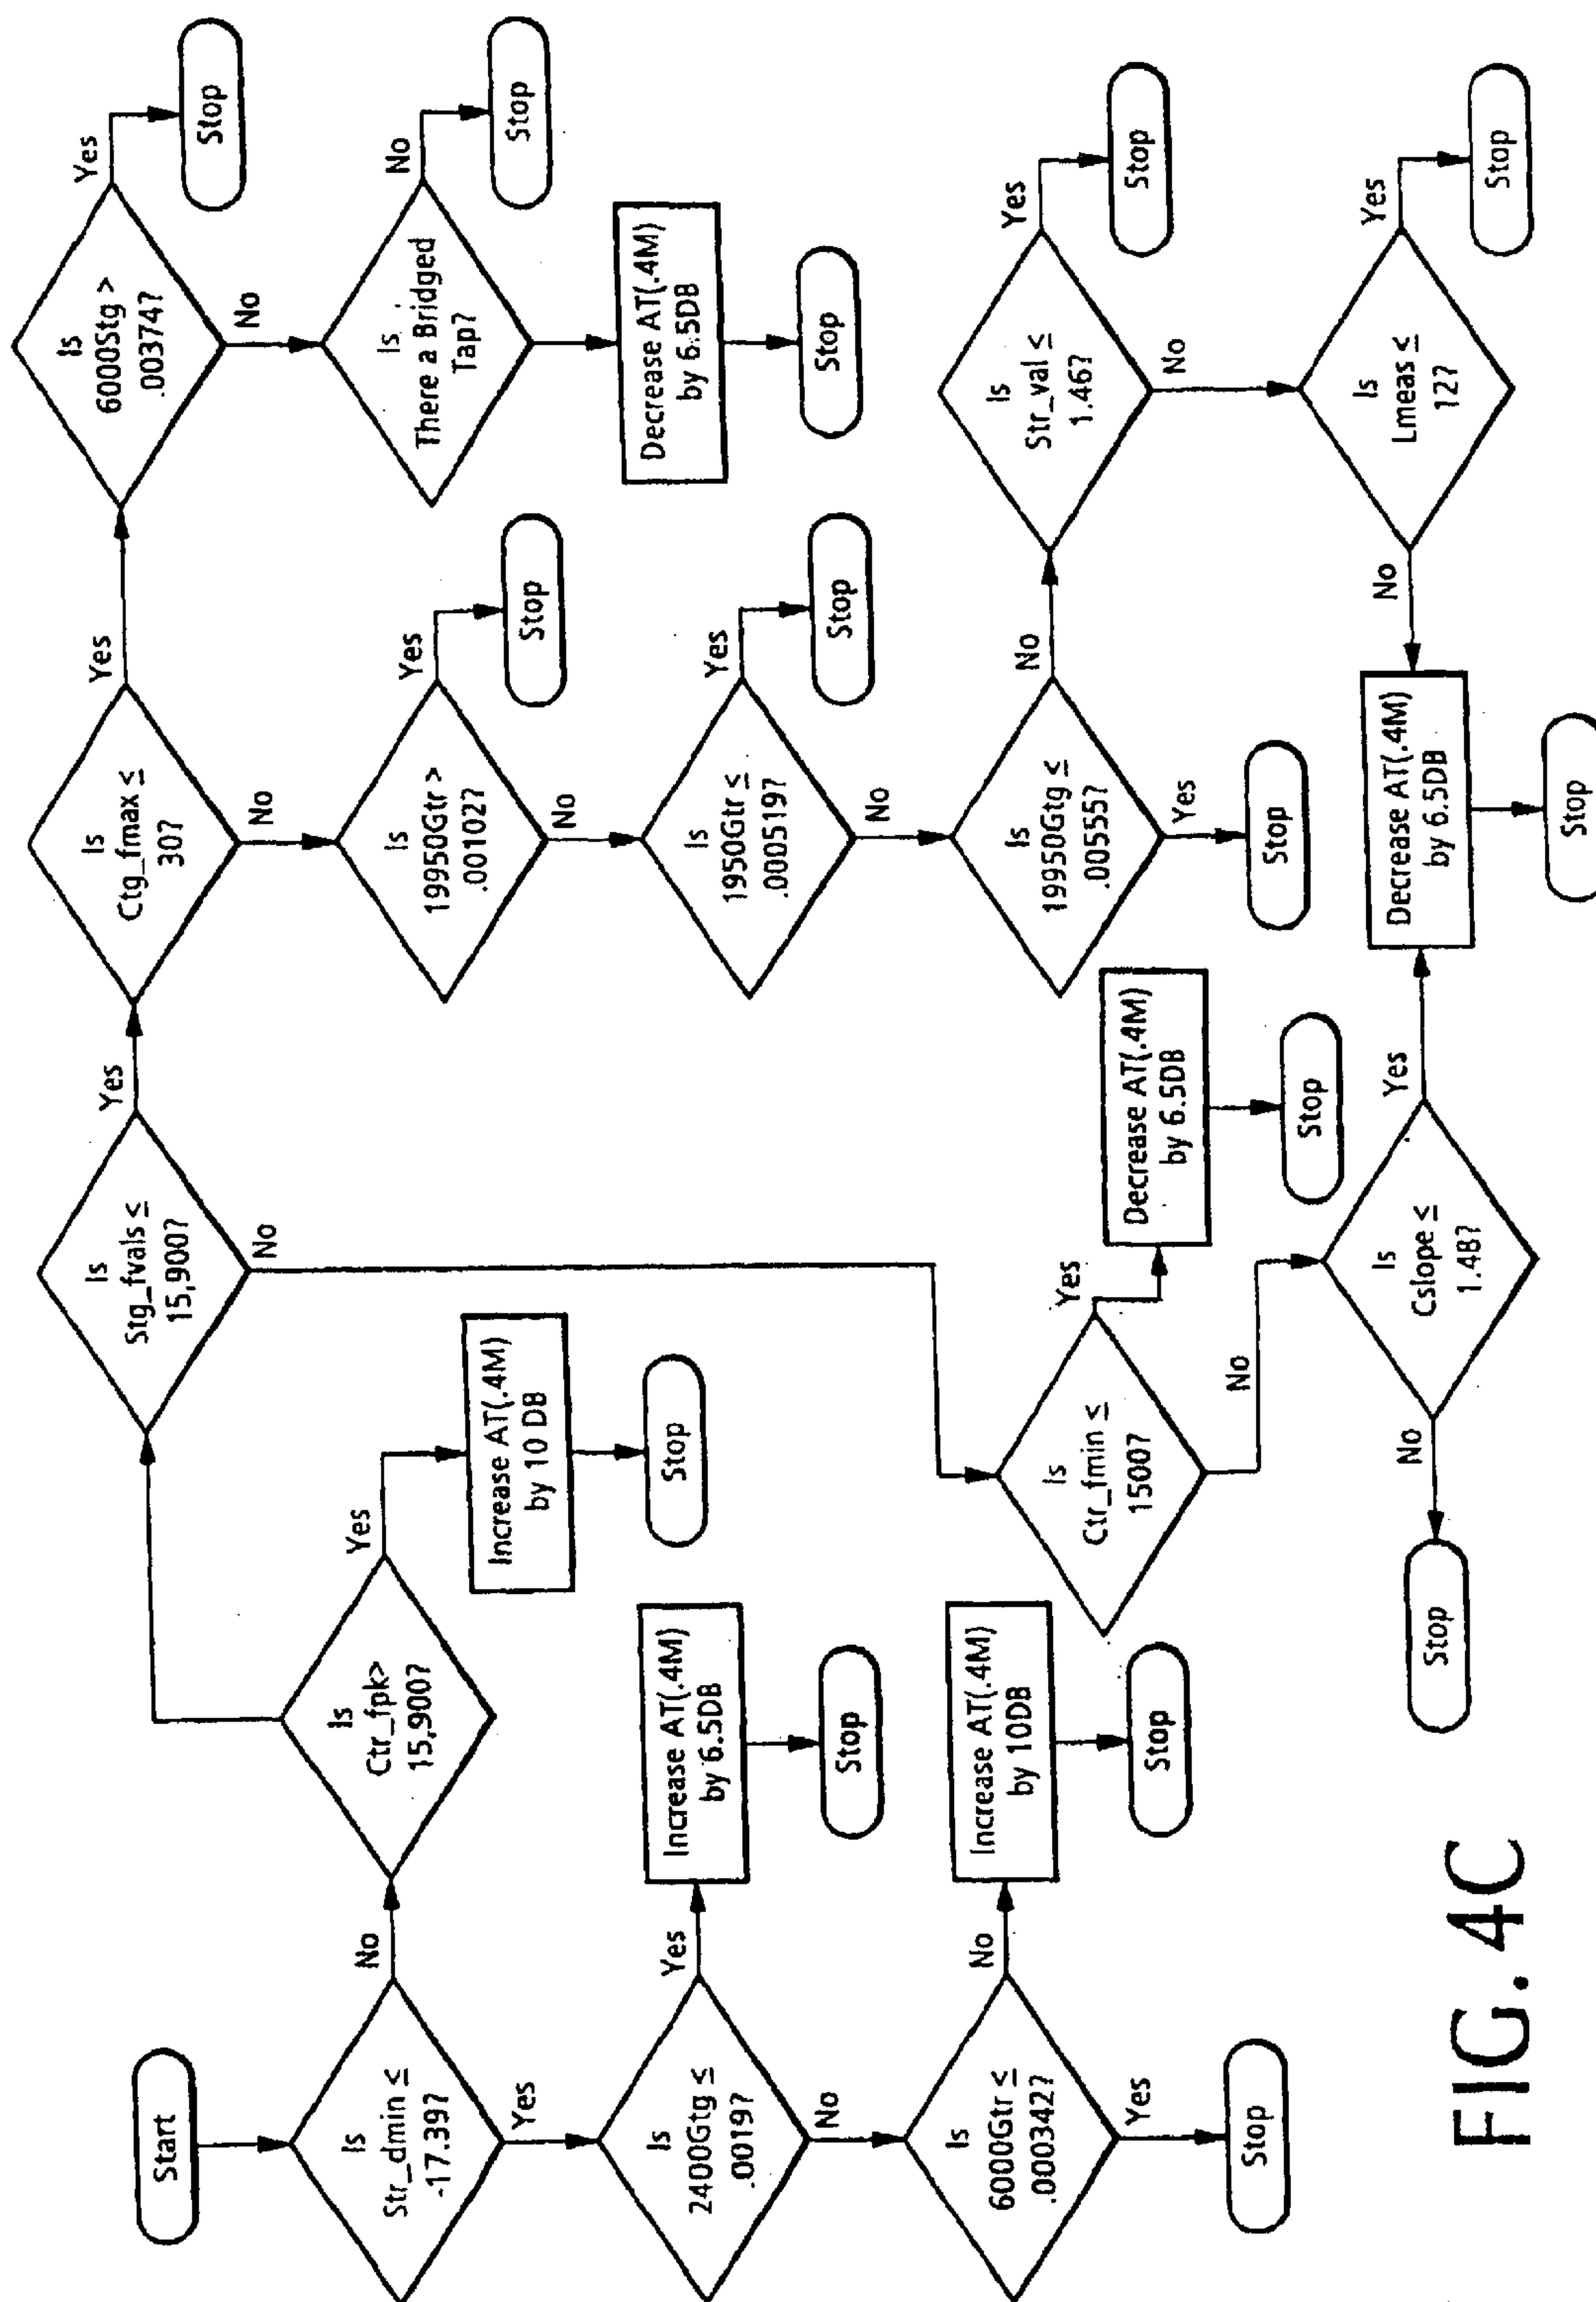 Start
Is
Str_dmin ≤
-17.39?
Yes
No
Is
2400Gtg ≤
.0019?
Yes
No
Increase AT(.4M)
by 6.5DB
Stop
Is
6000Gtr ≤
.000342?
No
Yes
Increase AT(.4M)
by 10DB
Stop
Stop
Is
Ctr_fpk>
15,900?
Yes
Increase AT(.4M)
by 10 DB
Stop
Is
Stg_fvals ≤
15,900?
Yes
No
Is
Ctr_fmin ≤
1500?
Yes
No
Decrease AT(.4M)
by 6.5DB
Stop
Is
Cslope ≤
1.48?
No
Yes
Stop
Is
Ctg_fmax ≤
30?
Yes
No
Is
19950Gtr >
.00102?
Yes
No
Stop
Is
1950Gtr ≤
.000519?
Yes
No
Stop
Is
19950Gtg ≤
.00555?
No
Yes
Stop
Is
6000Stg >
.00374?
Yes
No
Stop
Is
There a Bridged
Tap?
No
Stop
Decrease AT(.4M)
by 6.5DB
Stop
Is
Str_val ≤
1.46?
Yes
No
Stop
Is
Lmeas ≤
12?
Yes
No
Stop
Decrease AT(.4M)
by 6.5DB
Stop
FIG. 4C